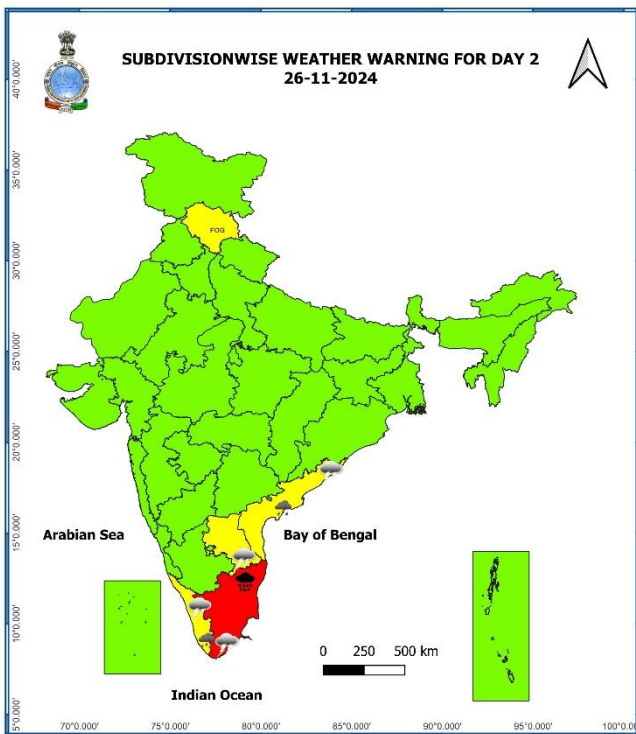 SUBDIVISIONWISE WEATHER WARNING FOR DAY 2
26-11-2024
40°0.000'
35°0.000'
30°0.000'
25°0.000'
20°0.000'
15°0.000'
10°0.000'
5°0.000'
FOG
Arabian Sea
Bay of Bengal
0 250 500 km
Indian Ocean
70°0.000' 75°0.000' 80°0.000' 85°0.000' 90°0.000' 95°0.000' 100°0.000'